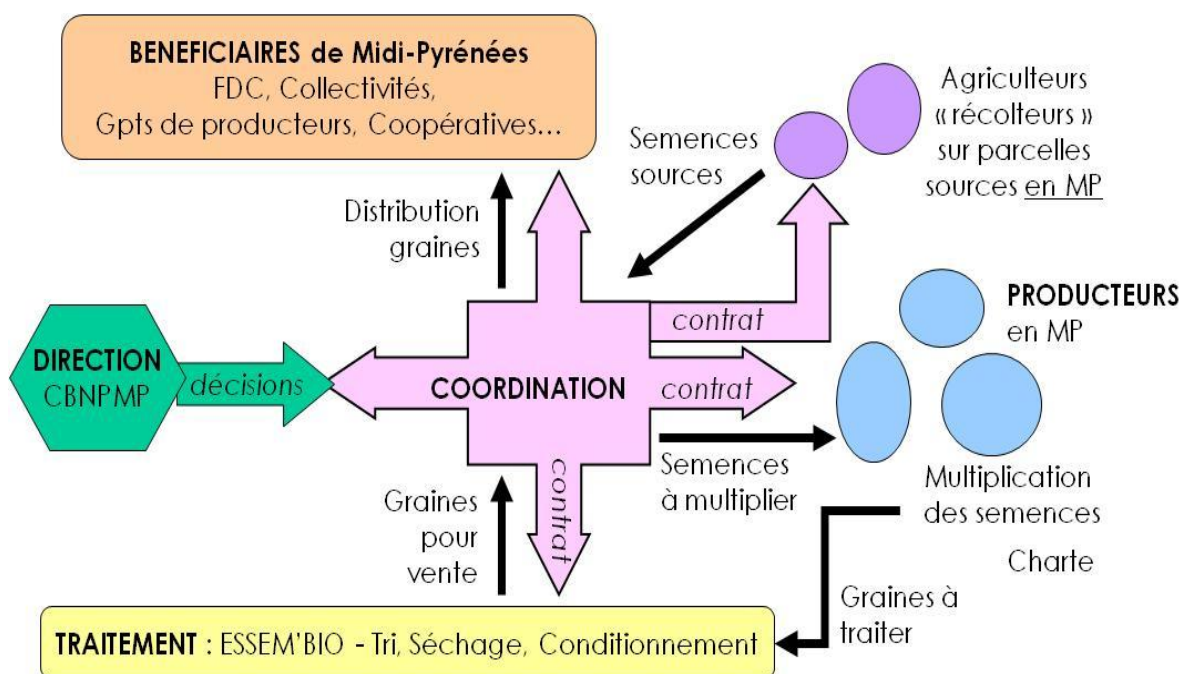 BENEFICIAIRES de Midi-Pyrénées
FDC, Collectivités,
Gpts de producteurs, Coopératives...
Agriculteurs
« récolteurs »
sur parcelles
sources en MP
Semences
sources
Distribution
graines
contrat
PRODUCTEURS
en MP
DIRECTION
CBNPMP
décisions
COORDINATION
contrat
contrat
Semences
à multiplier
Graines
pour
vente
Multiplication
des semences
Charte
Graines à
traiter
TRAITEMENT : ESSEM'BIO - Tri, Séchage, Conditionnement